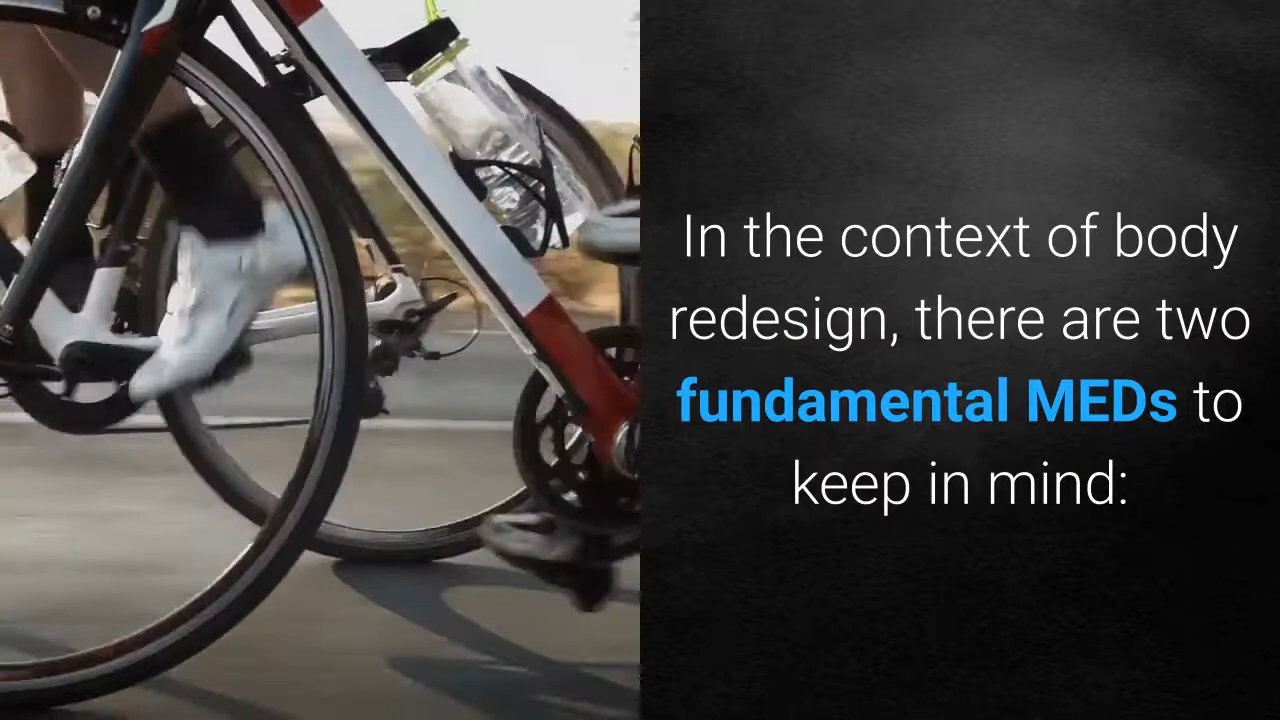 In the context of body
redesign, there are two
fundamental MEDs to
keep in mind: